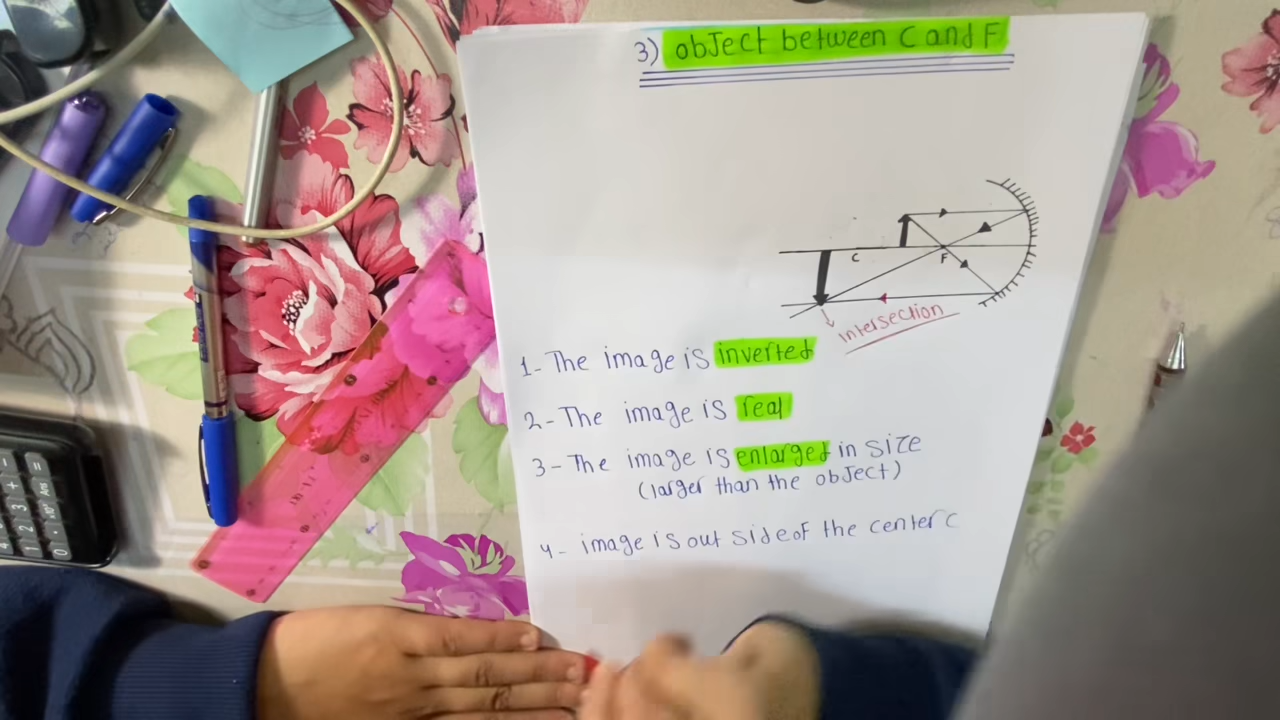 3) object between C and F
C
F
intersection
1- The image is inverted
2- The image is real
3- The image is enlarged in size
(larger than the object)
4- image is out side of the center C